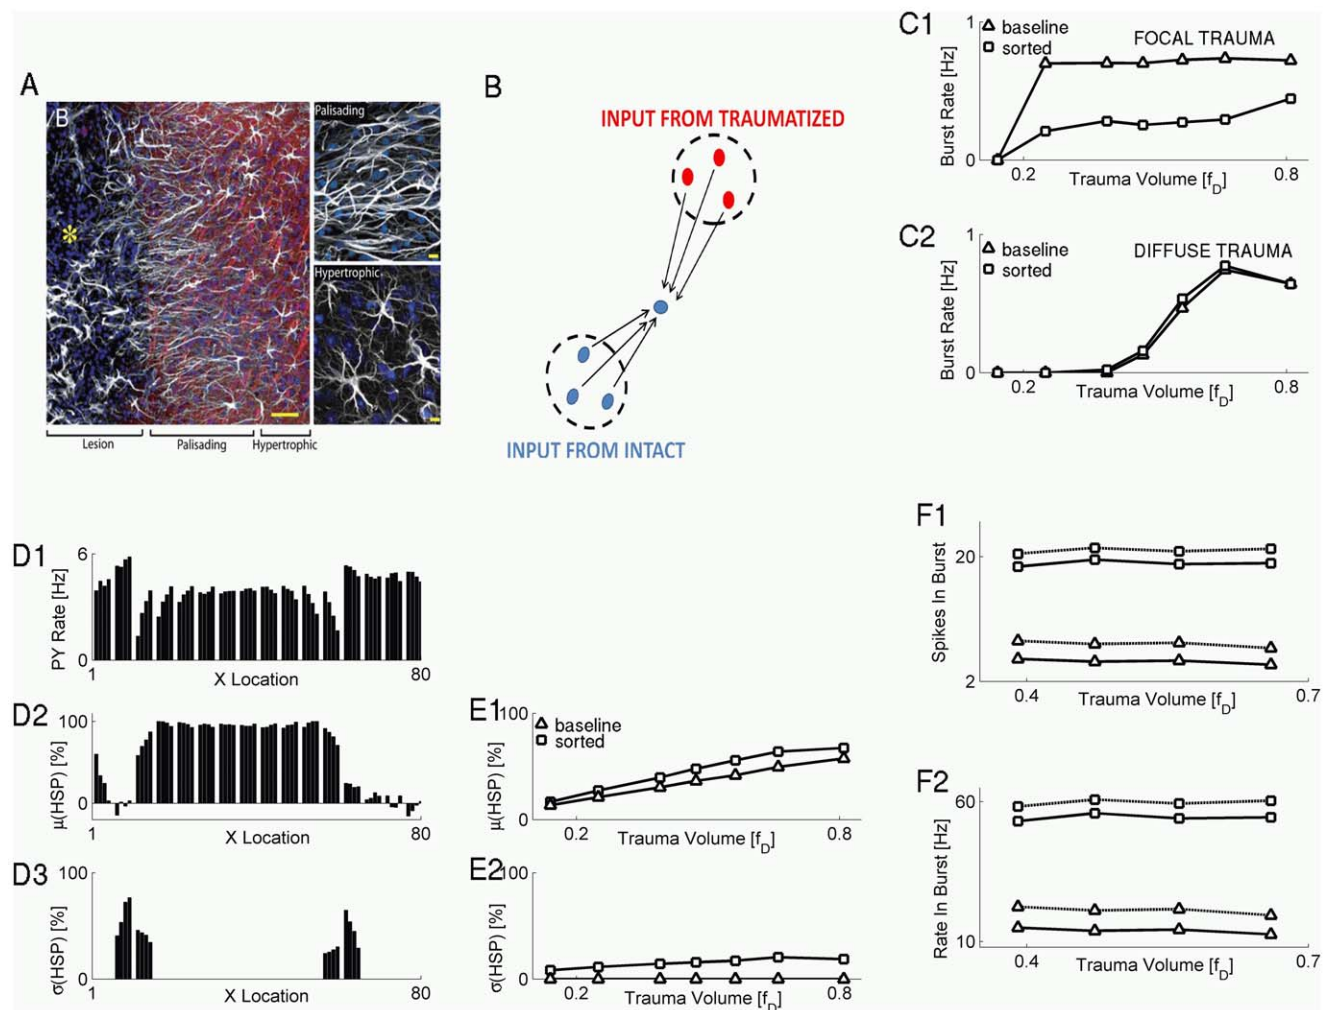 A
B
Palisading
Hypertrophic
Lesion
Palisading
Hypertrophic
B
INPUT FROM TRAUMATIZED
INPUT FROM INTACT
C1
1
baseline
sorted
FOCAL TRAUMA
Burst Rate [Hz]
0
0.2
Trauma Volume [f_D]
0.8
C2
1
baseline
sorted
DIFFUSE TRAUMA
Burst Rate [Hz]
0
0.2
Trauma Volume [f_D]
0.8
D1
6
PY Rate [Hz]
0
1
X Location
80
D2
100
μ(HSP) [%]
0
1
X Location
80
D3
100
σ(HSP) [%]
0
1
X Location
80
E1
100
baseline
sorted
μ(HSP) [%]
0
0.2
Trauma Volume [f_D]
0.8
E2
100
σ(HSP) [%]
0
0.2
Trauma Volume [f_D]
0.8
F1
20
Spikes In Burst
2
0.4
Trauma Volume [f_D]
0.7
F2
60
Rate In Burst [Hz]
10
0.4
Trauma Volume [f_D]
0.7